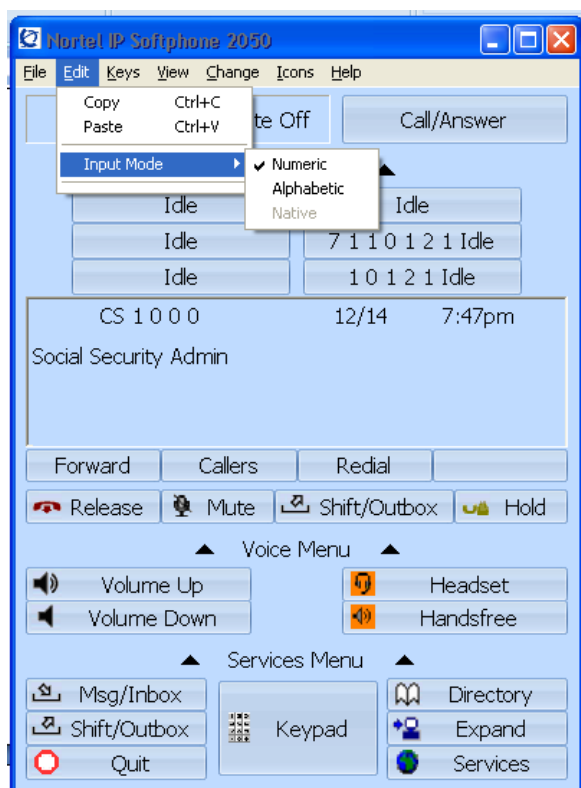 Nortel IP Softphone 2050
File Edit Keys View Change Icons Help
Copy Ctrl+C
Paste Ctrl+V
te Off
Call/Answer
Input Mode
Numeric
Alphabetic
Native
Idle Idle
Idle 7 1 1 0 1 2 1 Idle
Idle 1 0 1 2 1 Idle
CS 1 0 0 0 12/14 7:47pm
Social Security Admin
Forward Callers Redial
Release Mute Shift/Outbox Hold
Voice Menu
Volume Up Headset
Volume Down Handsfree
Services Menu
Msg/Inbox Keypad Directory
Shift/Outbox Expand
Quit Services